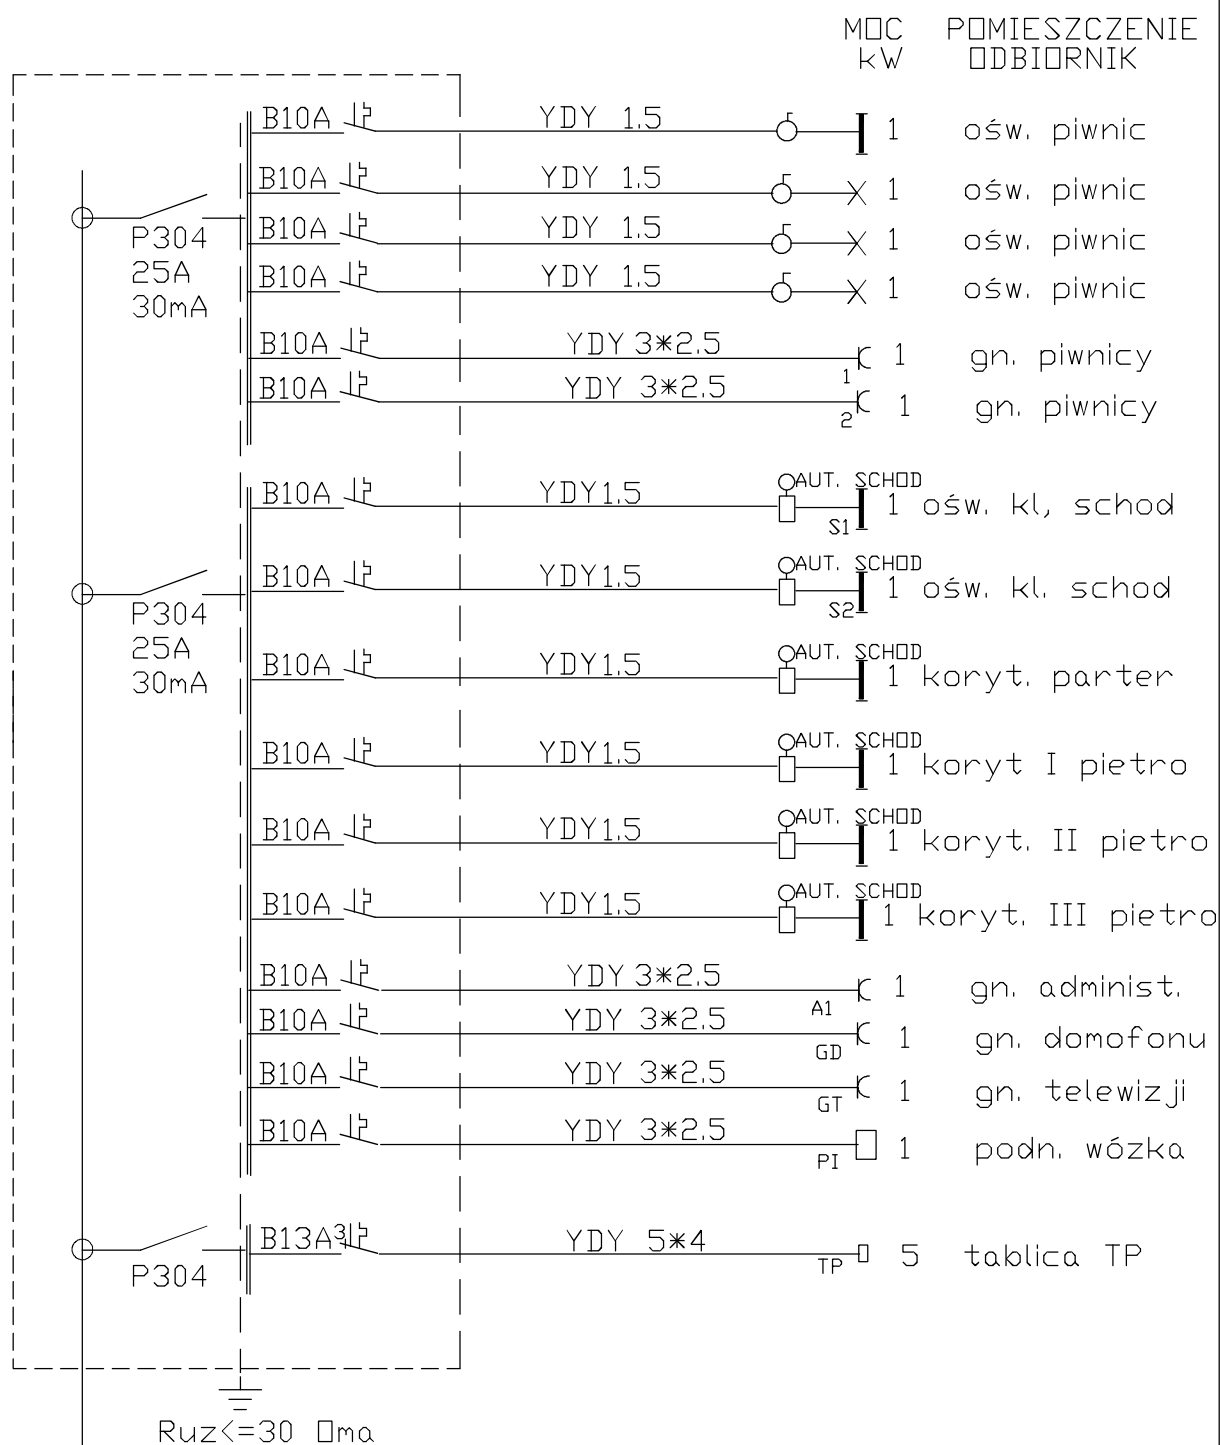 MOC POMIESZCZENIE
kW ODBIORNIK
B10A YDY 1.5 1 ośw. piwnic
B10A YDY 1.5 1 ośw. piwnic
P304
25A
30mA
B10A YDY 1.5 1 ośw. piwnic
B10A YDY 1.5 1 ośw. piwnic
B10A YDY 3*2.5 1 gn. piwnicy
1
B10A YDY 3*2.5 1 gn. piwnicy
2
AUT. SCHOD
B10A YDY1.5 1 ośw. kl, schod
S1
AUT. SCHOD
B10A YDY1.5 1 ośw. kl. schod
S2
P304
25A
30mA
AUT. SCHOD
B10A YDY1.5 1 koryt. parter
AUT. SCHOD
B10A YDY1.5 1 koryt I pietro
AUT. SCHOD
B10A YDY1.5 1 koryt. II pietro
AUT. SCHOD
B10A YDY1.5 1 koryt. III pietro
B10A YDY 3*2.5 1 gn. administ.
A1
B10A YDY 3*2.5 1 gn. domofonu
GD
B10A YDY 3*2.5 1 gn. telewizji
GT
B10A YDY 3*2.5 1 podn. wózka
PI
B13A 3 YDY 5*4 5 tablica TP
TP
P304
Ruz<=30 Oma